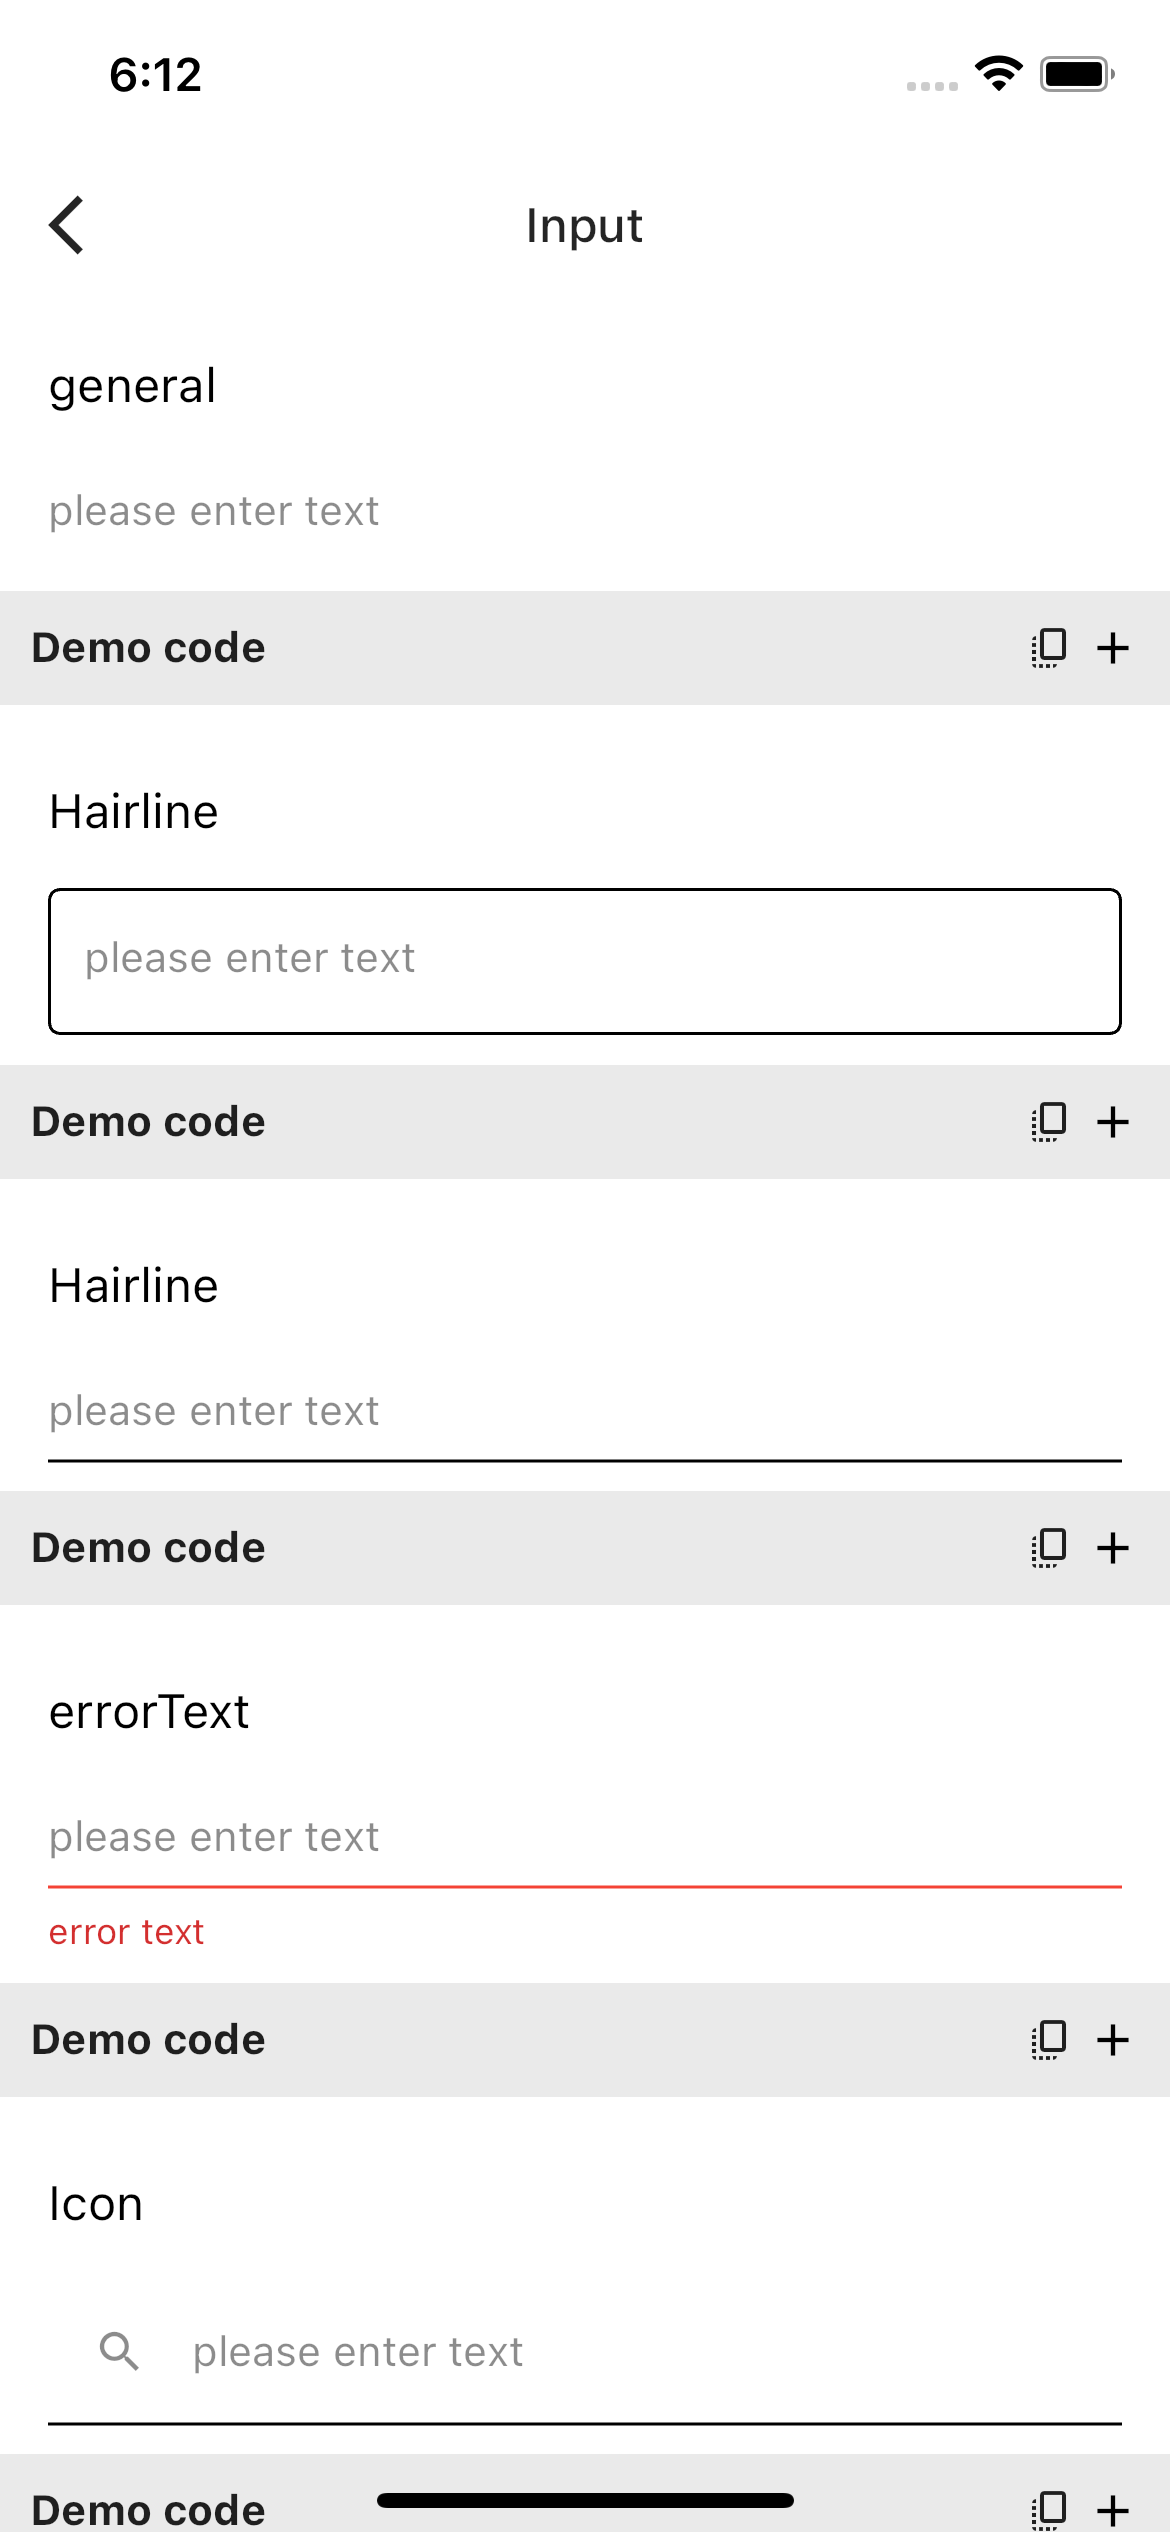 6:12
Input
general
please enter text
Demo code
Hairline
please enter text
Demo code
Hairline
please enter text
Demo code
errorText
please enter text
error text
Demo code
Icon
please enter text
Demo code